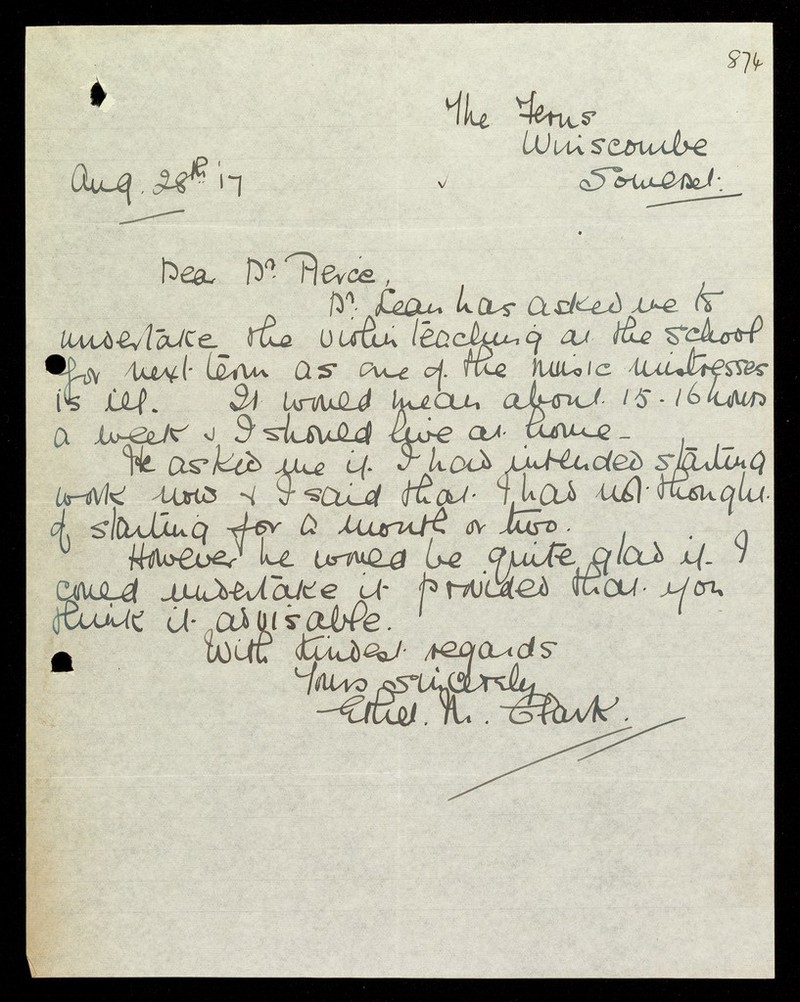 874
The Ferns
Winscombe
Somerset.
Aug. 28th '17
Dear Dr. Pierce,
Dr. Lean has asked me to
undertake the violin teaching at the school
for next term as one of the music mistresses
is ill. It would mean about 15-16 hours
a week & I should live at home -
He asked me if I had intended starting
work now & I said that I had not thought
of starting for a month or two.
However he would be quite glad if I
could undertake it provided that you
think it advisable.
With kindest regards
Yours sincerely
Ethel. M. Clark.